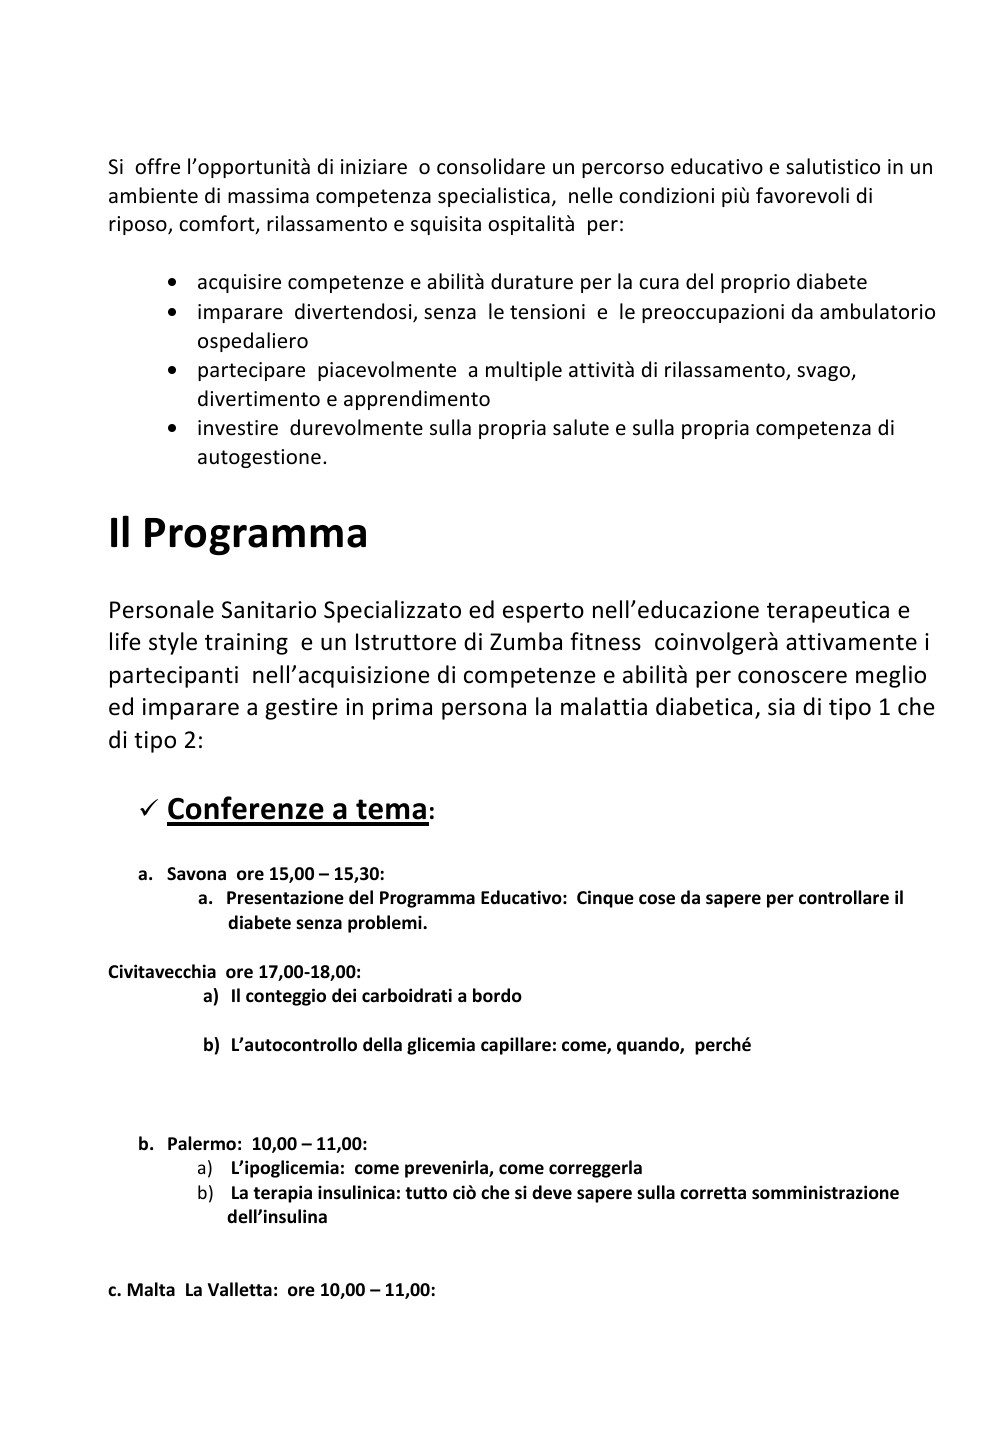 Si  offre l’opportunità di iniziare  o consolidare un percorso educativo e salutistico in un
ambiente di massima competenza specialistica,  nelle condizioni più favorevoli di
riposo, comfort, rilassamento e squisita ospitalità  per:
• acquisire competenze e abilità durature per la cura del proprio diabete
• imparare  divertendosi, senza  le tensioni  e  le preoccupazioni da ambulatorio
ospedaliero
• partecipare  piacevolmente  a multiple attività di rilassamento, svago,
divertimento e apprendimento
• investire  durevolmente sulla propria salute e sulla propria competenza di
autogestione.
Il Programma
Personale Sanitario Specializzato ed esperto nell’educazione terapeutica e
life style training  e un Istruttore di Zumba fitness  coinvolgerà attivamente i
partecipanti  nell’acquisizione di competenze e abilità per conoscere meglio
ed imparare a gestire in prima persona la malattia diabetica, sia di tipo 1 che
di tipo 2:
✓ Conferenze a tema:
a. Savona  ore 15,00 – 15,30:
a. Presentazione del Programma Educativo:  Cinque cose da sapere per controllare il
diabete senza problemi.
Civitavecchia  ore 17,00-18,00:
a) Il conteggio dei carboidrati a bordo
b) L’autocontrollo della glicemia capillare: come, quando,  perché
b. Palermo:  10,00 – 11,00:
a) L’ipoglicemia:  come prevenirla, come correggerla
b) La terapia insulinica: tutto ciò che si deve sapere sulla corretta somministrazione
dell’insulina
c. Malta  La Valletta:  ore 10,00 – 11,00: